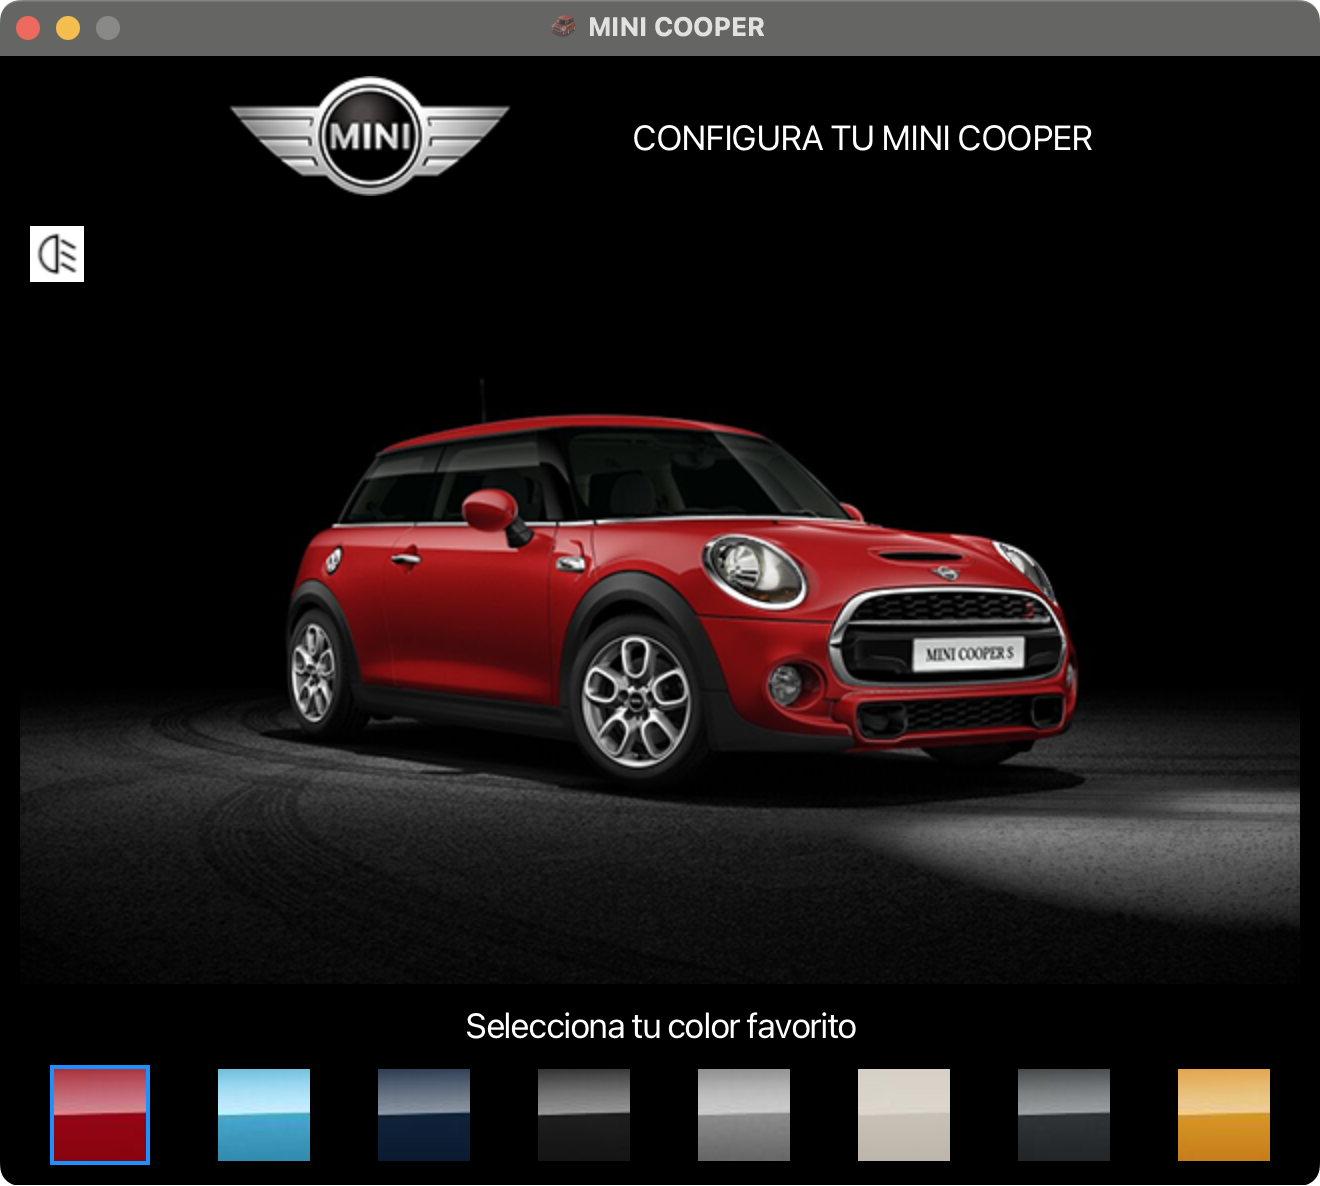 MINI COOPER
MINI
CONFIGURA TU MINI COOPER
MINI COOPER S
Selecciona tu color favorito